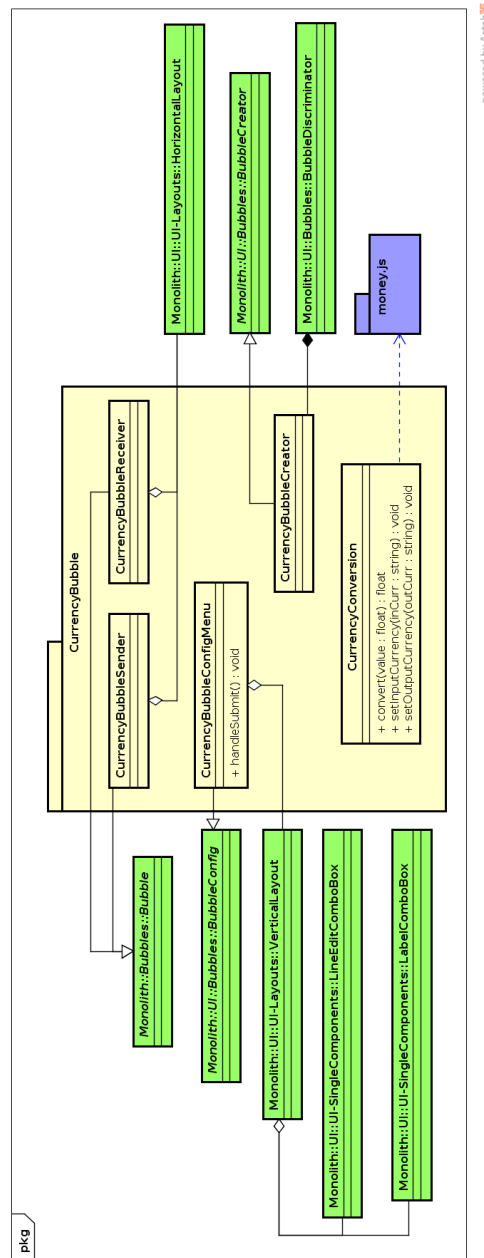 pkg
CurrencyBubble
Monolith::Bubbles::Bubble
CurrencyBubbleSender
CurrencyBubbleReceiver
Monolith::UI::UI-Layouts::HorizontalLayout
Monolith::UI::Bubbles::BubbleConfig
CurrencyBubbleConfigMenu
+ handleSubmit() : void
Monolith::UI::Bubbles::BubbleCreator
Monolith::UI::UI-Layouts::VerticalLayout
CurrencyBubbleCreator
Monolith::UI::Bubbles::BubbleDiscriminator
Monolith::UI::UI-SingleComponents::LineEditComboBox
Monolith::UI::UI-SingleComponents::LabelComboBox
CurrencyConversion
+ convert(value : float) : float
+ setInputCurrency(inCurr : string) : void
+ setOutputCurrency(outCurr : string) : void
money.js
powered by